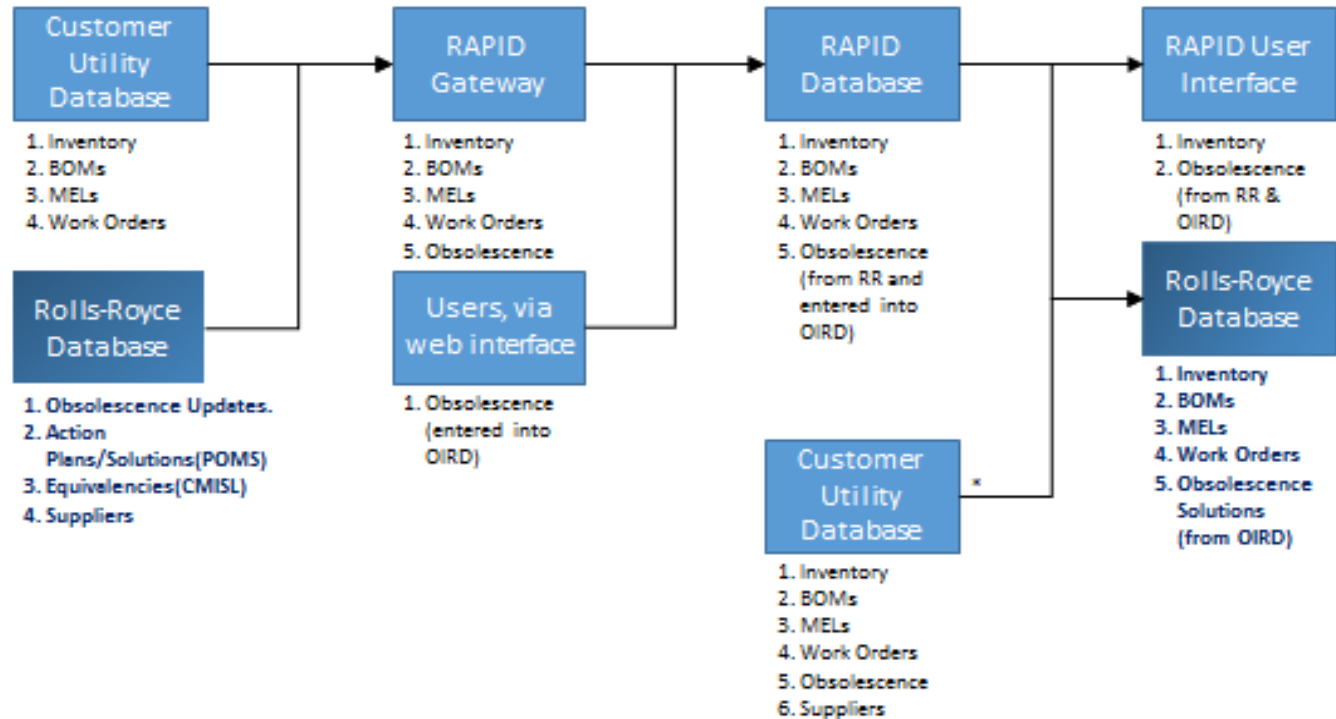 Customer
Utility
Database
1. Inventory
2. BOMs
3. MELs
4. Work Orders
Rolls-Royce
Database
1. Obsolescence Updates.
2. Action
Plans/Solutions(POMS)
3. Equivalencies(CMISL)
4. Suppliers
RAPID
Gateway
1. Inventory
2. BOMs
3. MELs
4. Work Orders
5. Obsolescence
Users, via
web interface
1. Obsolescence
(entered into
OIRD)
RAPID
Database
1. Inventory
2. BOMs
3. MELs
4. Work Orders
5. Obsolescence
(from RR and
entered into
OIRD)
Customer
Utility
Database
*
1. Inventory
2. BOMs
3. MELs
4. Work Orders
5. Obsolescence
6. Suppliers
RAPID User
Interface
1. Inventory
2. Obsolescence
(from RR &
OIRD)
Rolls-Royce
Database
1. Inventory
2. BOMs
3. MELs
4. Work Orders
5. Obsolescence
Solutions
(from OIRD)